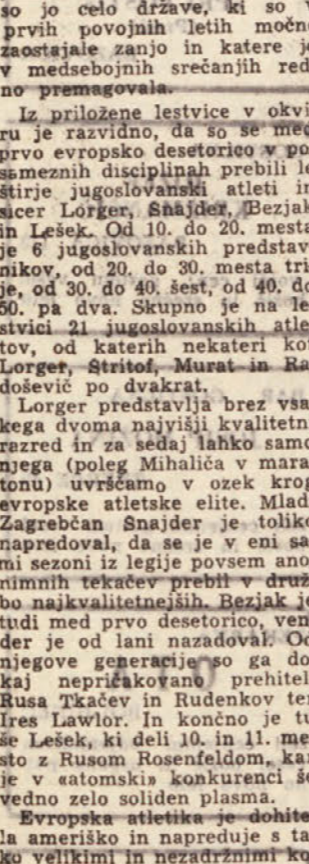 so jo celo države, ki so v
prvih povojnih letih močno
zaostajale zanjo in katere je
v medsebojnih srečanjih red
no premagovala.
Iz priložene lestvice v okvi
ru je razvidno, da so se med
prvo evropsko desetorico v po
sameznih disciplinah prebili le
štirje jugoslovanski atleti in
sicer Lorger, Snajder, Bezjak
in Lešek. Od 10. do 20. mesta
je 6 jugoslovanskih predstav
nikov, od 20. do 30. mesta tri
je, od 30. do 40. šest, od 40. do
50. pa dva. Skupno je na le
stvici 21 jugoslovanskih atle
tov, od katerih nekateri kot
Lorger, Stritof, Murat in Ra
došević po dvakrat.
Lorger predstavlja brez vsa
kega dvoma najvišji kvalitetni
razred in za sedaj lahko samo
njega (poleg Mihaliča v mara
tonu) uvrščamo v ozek krog
evropske atletske elite. Mladi
Zagrebčan Snajder je toliko
napredoval, da se je v eni sa
mi sezoni iz legije povsem ano
nimnih tekačev prebil v druž
bo najkvalitetnejših. Bezjak je
tudi med prvo desetorico, ven
der je od lani nazadoval. Od
njegove generacije so ga do
kaj nepričakovano prehiteli
Rusa Tkačev in Rudenkov ter
Ires Lawlor. In končno je tu
še Lešek, ki deli 10. in 11. me
sto z Rusom Rosenfeldom, kar
je v «atomski» konkurenci še
vedno zelo soliden plasma.
Evropska atletika je dohite
la ameriško in napreduje s ta
ko velikimi in nezadržnimi ko